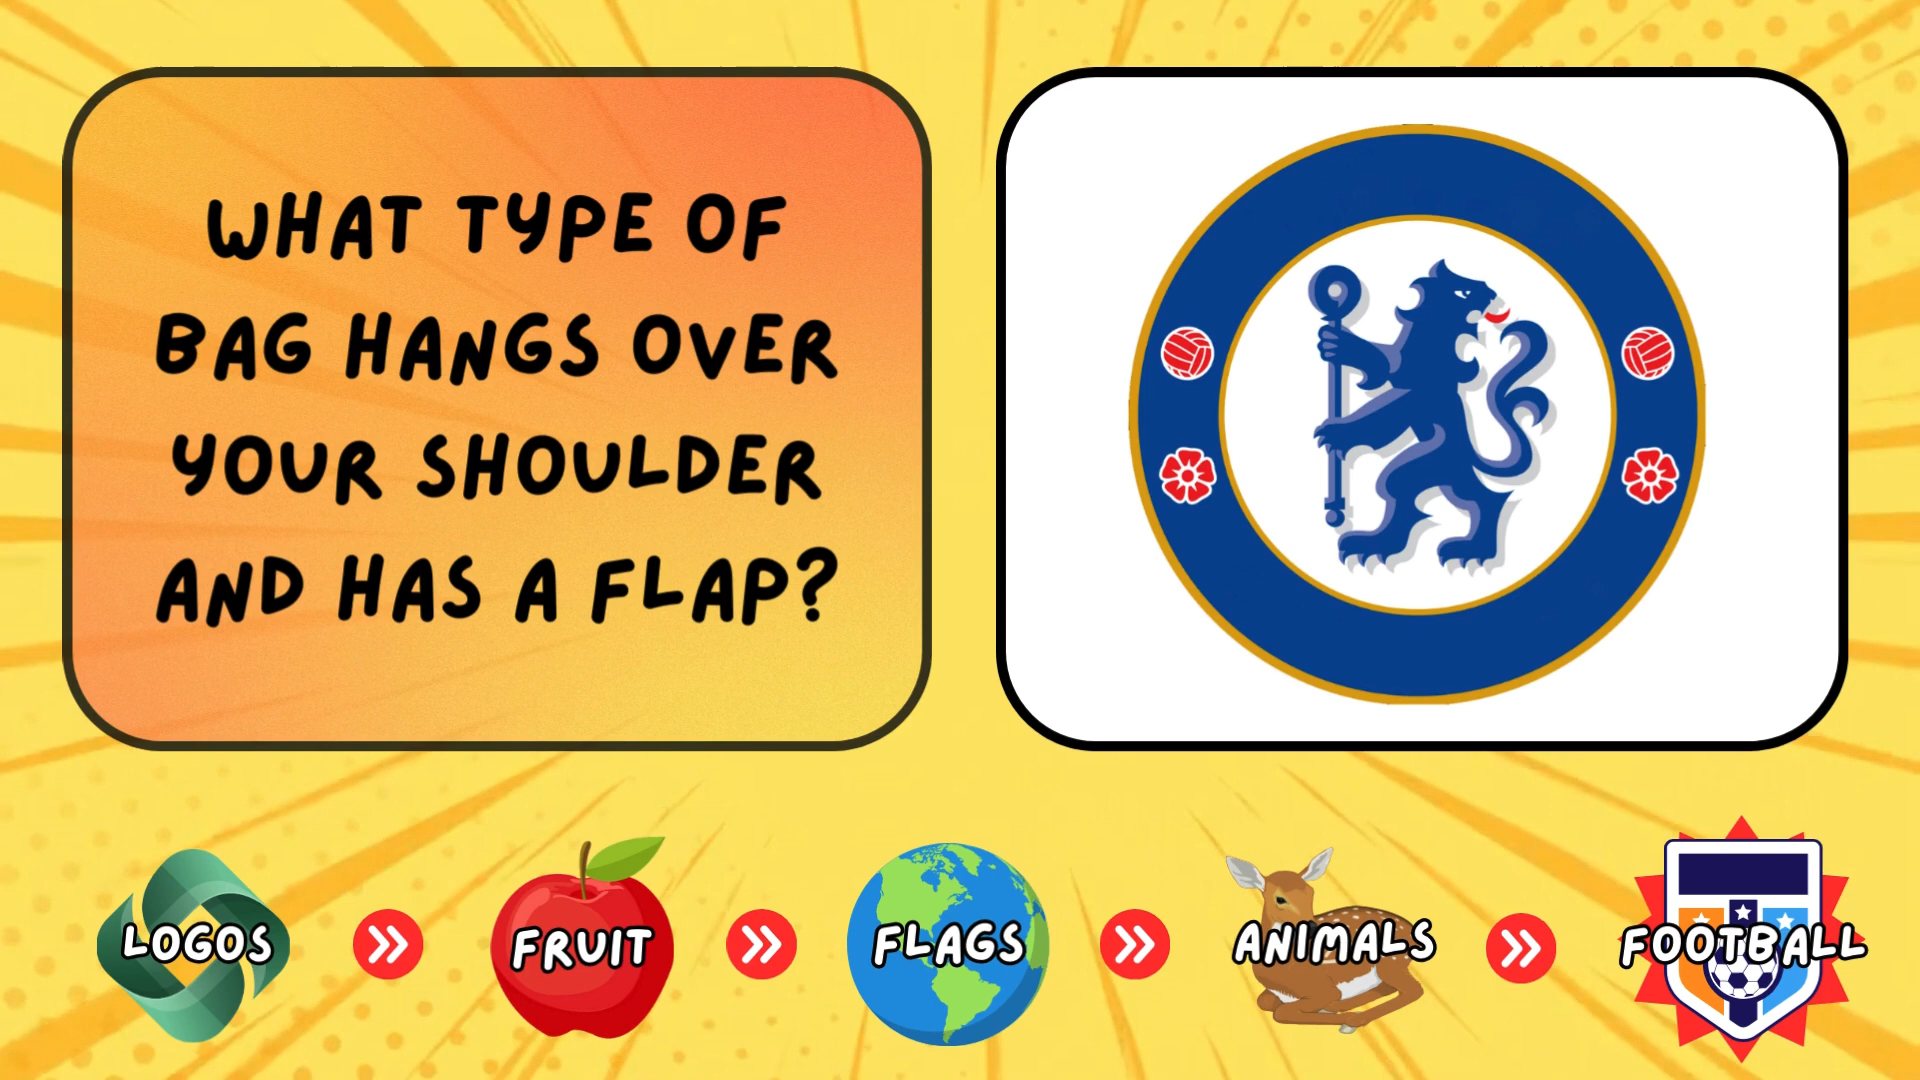 WHAT TYPE OF
BAG HANGS OVER
YOUR SHOULDER
AND HAS A FLAP?
LOGOS
FRUIT
FLAGS
ANIMALS
FOOTBALL